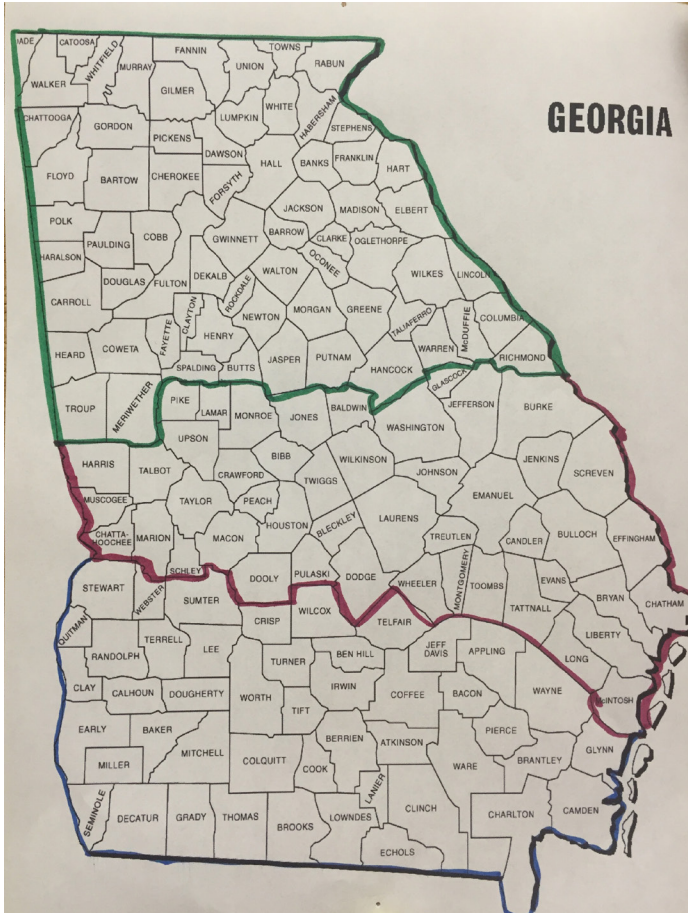 ADE
CATOOSA
WHITFIELD
MURRAY
FANNIN
UNION
TOWNS
RABUN
WALKER
GILMER
LUMPKIN
WHITE
HABERSHAM
STEPHENS
GEORGIA
CHATTOOGA
GORDON
PICKENS
DAWSON
HALL
BANKS
FRANKLIN
HART
FLOYD
BARTOW
CHEROKEE
FORSYTH
JACKSON
MADISON
ELBERT
POLK
PAULDING
COBB
GWINNETT
BARROW
CLARKE
OGLETHORPE
HARALSON
OCONEE
DOUGLAS
FULTON
DEKALB
ROCKDALE
WALTON
WILKES
LINCOLN
CARROLL
FAYETTE
CLAYTON
HENRY
NEWTON
MORGAN
GREENE
TALIAFERRO
McDUFFIE
COLUMBIA
HEARD
COWETA
SPALDING
BUTTS
JASPER
PUTNAM
HANCOCK
WARREN
RICHMOND
TROUP
MERIWETHER
PIKE
LAMAR
MONROE
JONES
BALDWIN
GLASCOCK
JEFFERSON
BURKE
UPSON
WASHINGTON
HARRIS
TALBOT
CRAWFORD
BIBB
TWIGGS
WILKINSON
JOHNSON
JENKINS
SCREVEN
MUSCOGEE
TAYLOR
PEACH
EMANUEL
CHATTA-
HOOCHEE
MARION
MACON
HOUSTON
BLECKLEY
LAURENS
TREUTLEN
CANDLER
BULLOCH
EFFINGHAM
SCHLEY
DOOLY
PULASKI
DODGE
WHEELER
MONTGOMERY
TOOMBS
EVANS
STEWART
WEBSTER
SUMTER
CRISP
WILCOX
TELFAIR
TATTNALL
BRYAN
CHATHAM
QUITMAN
RANDOLPH
TERRELL
LEE
TURNER
BEN HILL
JEFF
DAVIS
APPLING
LONG
LIBERTY
CLAY
CALHOUN
DOUGHERTY
WORTH
TIFT
IRWIN
COFFEE
BACON
WAYNE
McINTOSH
EARLY
BAKER
MITCHELL
COLQUITT
BERRIEN
ATKINSON
PIERCE
GLYNN
MILLER
COOK
WARE
BRANTLEY
SEMINOLE
DECATUR
GRADY
THOMAS
BROOKS
LOWNDES
LANIER
CLINCH
CHARLTON
CAMDEN
ECHOLS